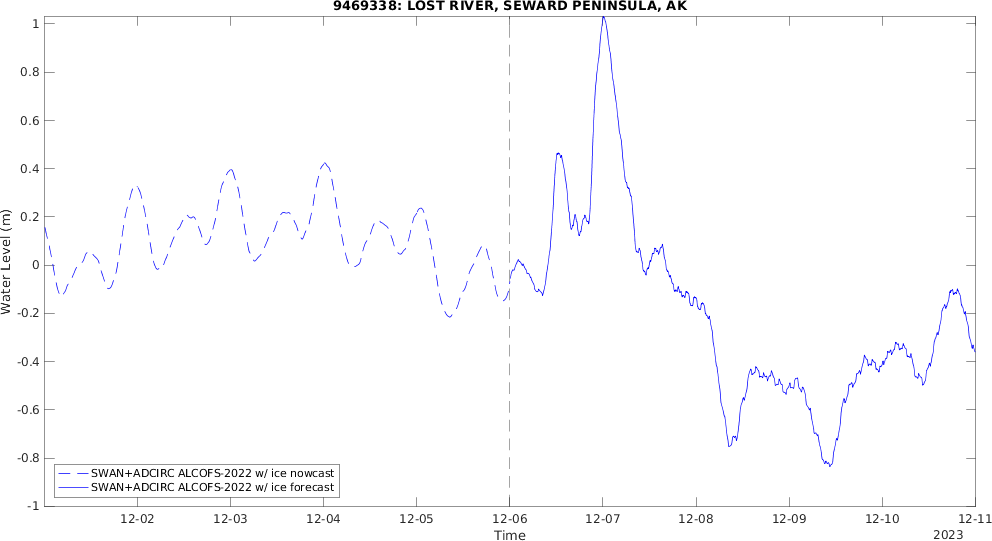 9469338: LOST RIVER, SEWARD PENINSULA, AK
1
0.8
0.6
0.4
0.2
0
-0.2
-0.4
-0.6
-0.8
-1
Water Level (m)
SWAN+ADCIRC ALCOFS-2022 w/ ice nowcast
SWAN+ADCIRC ALCOFS-2022 w/ ice forecast
12-02 12-03 12-04 12-05 12-06 12-07 12-08 12-09 12-10 12-11
Time
2023